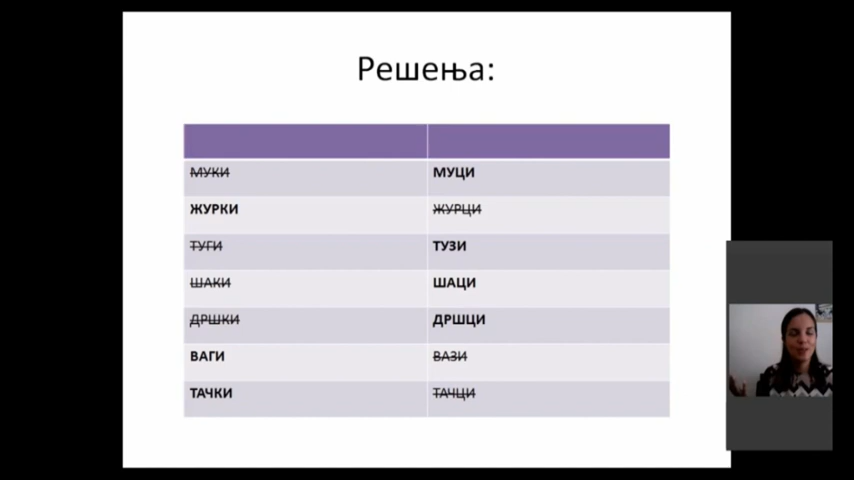 Решења:
МУКИ МУЦИ
ЖУРКИ ЖУРЦИ
ТУГИ ТУЗИ
ШАКИ ШАЦИ
ДРШКИ ДРШЦИ
ВАГИ ВАЗИ
ТАЧКИ ТАЧЦИ